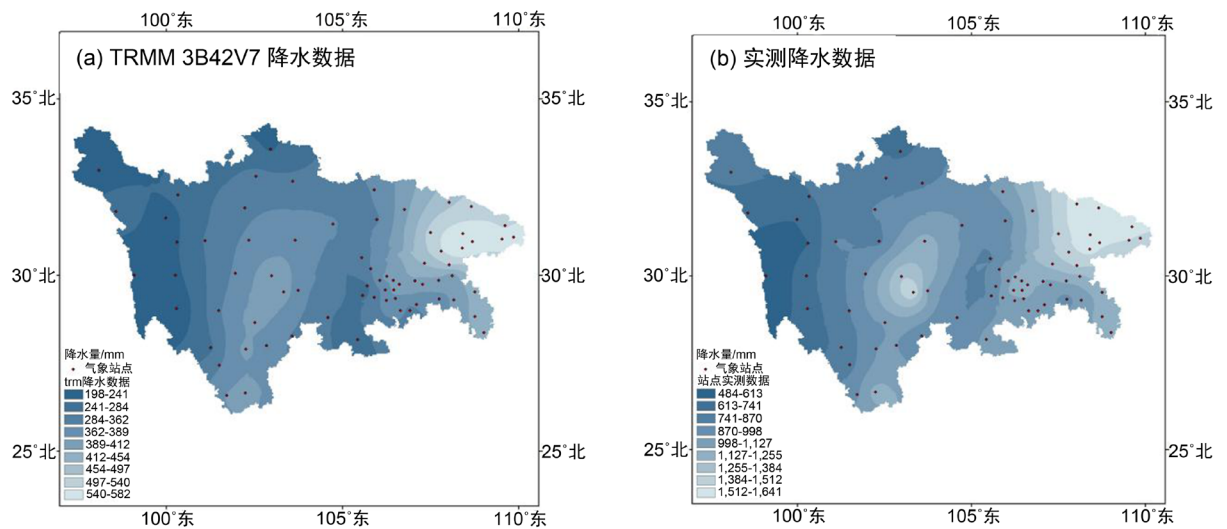 100°东
105°东
110°东
(a) TRMM 3B42V7 降水数据
35°北
35°北
30°北
30°北
25°北
25°北
降水量/mm
气象站点
trm降水数据
198-241
241-284
284-362
362-389
389-412
412-454
454-497
497-540
540-582
100°东
105°东
110°东
100°东
105°东
110°东
(b) 实测降水数据
35°北
35°北
30°北
30°北
25°北
25°北
降水量/mm
气象站点
站点实测数据
484-613
613-741
741-870
870-998
998-1,127
1,127-1,255
1,255-1,384
1,384-1,512
1,512-1,641
100°东
105°东
110°东